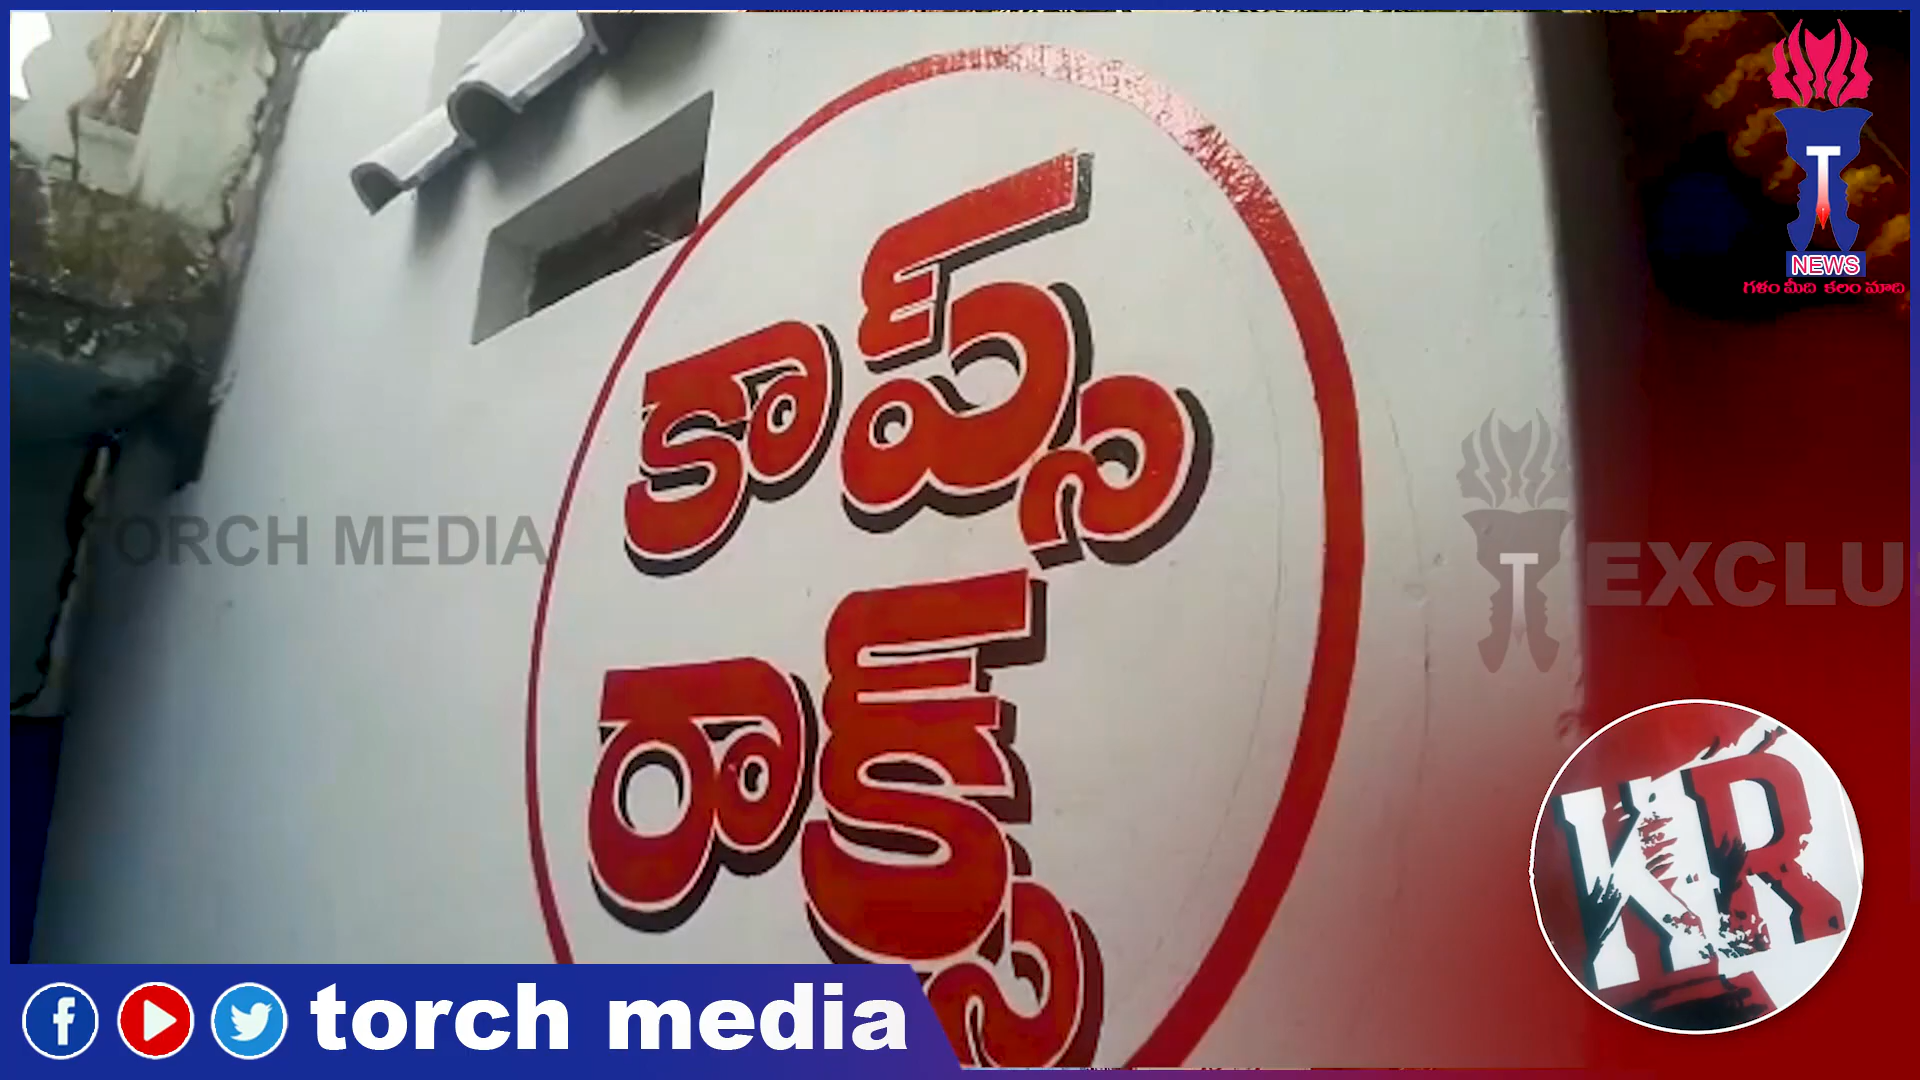 కాప్స్
రాక్స్
T
NEWS
గళం మీది కలం మాది
TORCH MEDIA
T
EXCLU
KR
torch media